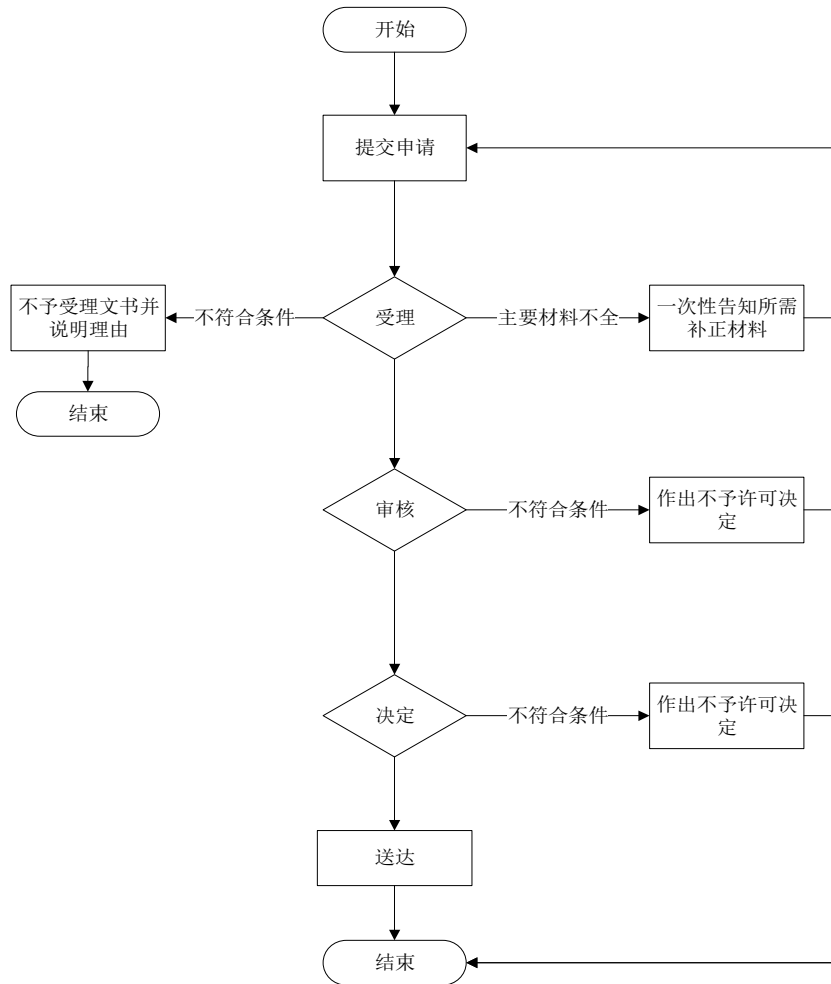 开始
提交申请
不予受理文书并
说明理由
不符合条件
受理
主要材料不全
一次性告知所需
补正材料
结束
审核
不符合条件
作出不予许可决
定
决定
不符合条件
作出不予许可决
定
送达
结束